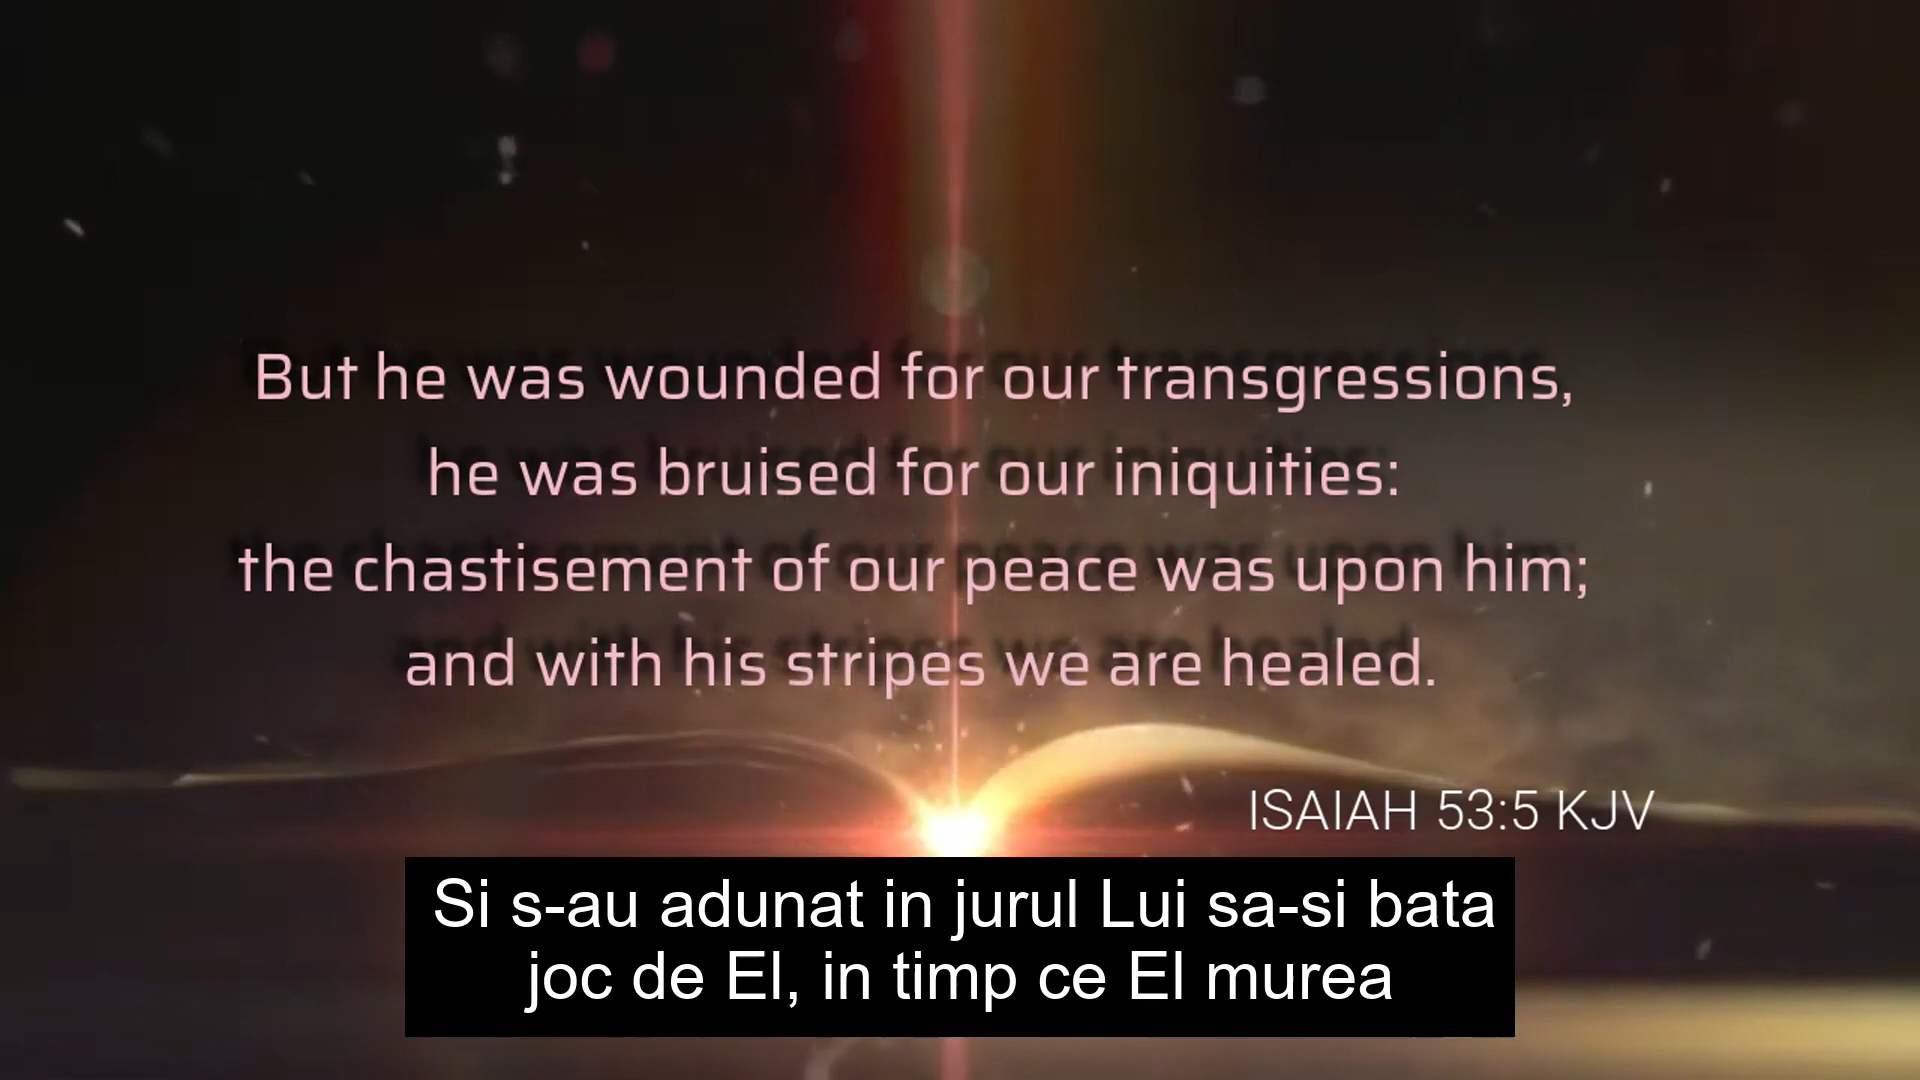 But he was wounded for our transgressions,
he was bruised for our iniquities:
the chastisement of our peace was upon him;
and with his stripes we are healed.
ISAIAH 53:5 KJV
Si s-au adunat in jurul Lui sa-si bata
joc de El, in timp ce El murea